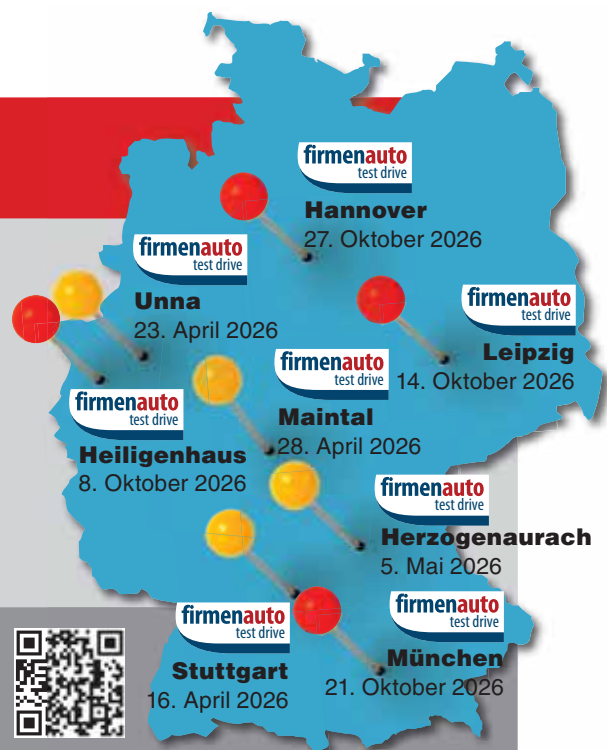 firmenauto
test drive
Hannover
27. Oktober 2026
firmenauto
test drive
Unna
23. April 2026
firmenauto
test drive
Leipzig
14. Oktober 2026
firmenauto
test drive
Maintal
28. April 2026
firmenauto
test drive
Heiligenhaus
8. Oktober 2026
firmenauto
test drive
Herzogenaurach
5. Mai 2026
firmenauto
test drive
Stuttgart
16. April 2026
firmenauto
test drive
München
21. Oktober 2026